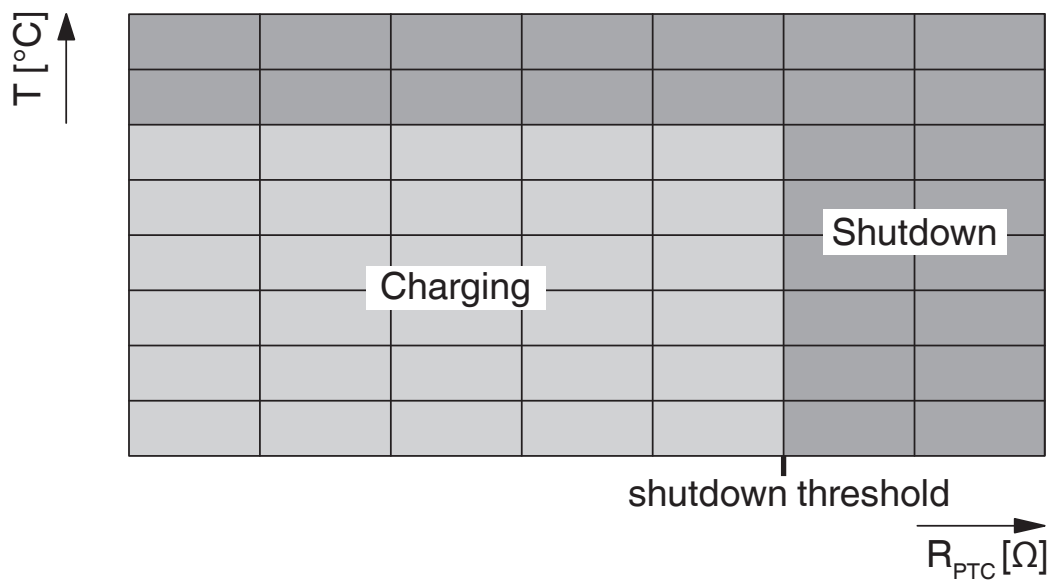 T [°C]
Shutdown
Charging
shutdown threshold
R_PTC [Ω]